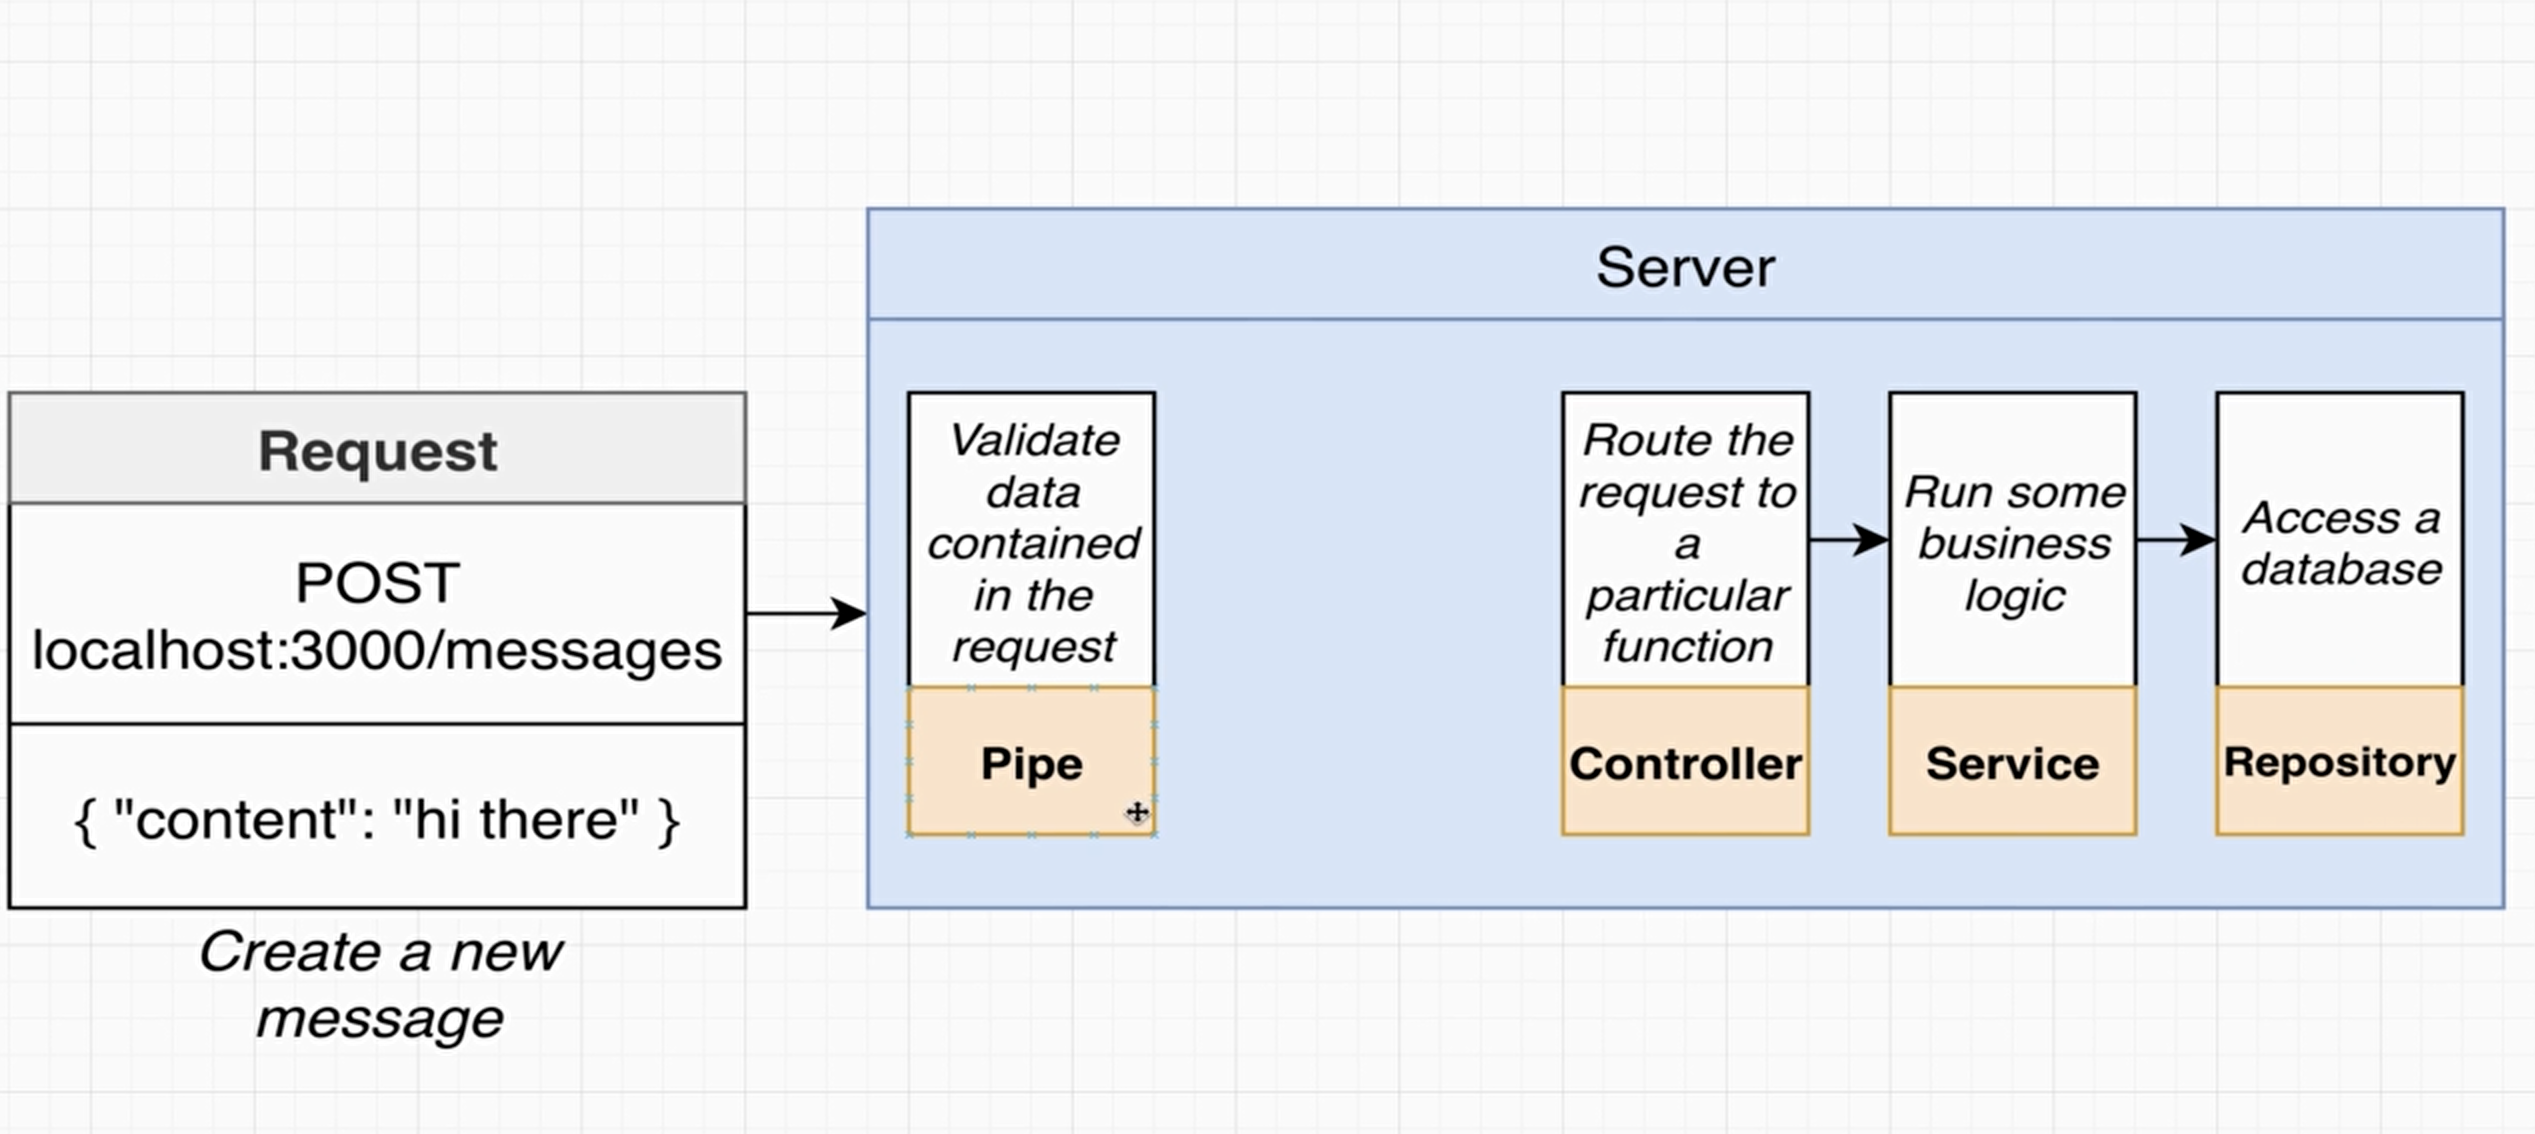 Server
Request
POST
localhost:3000/messages
{ "content": "hi there" }
Create a new
message
Validate
data
contained
in the
request
Pipe
Route the
request to
a
particular
function
Controller
Run some
business
logic
Service
Access a
database
Repository